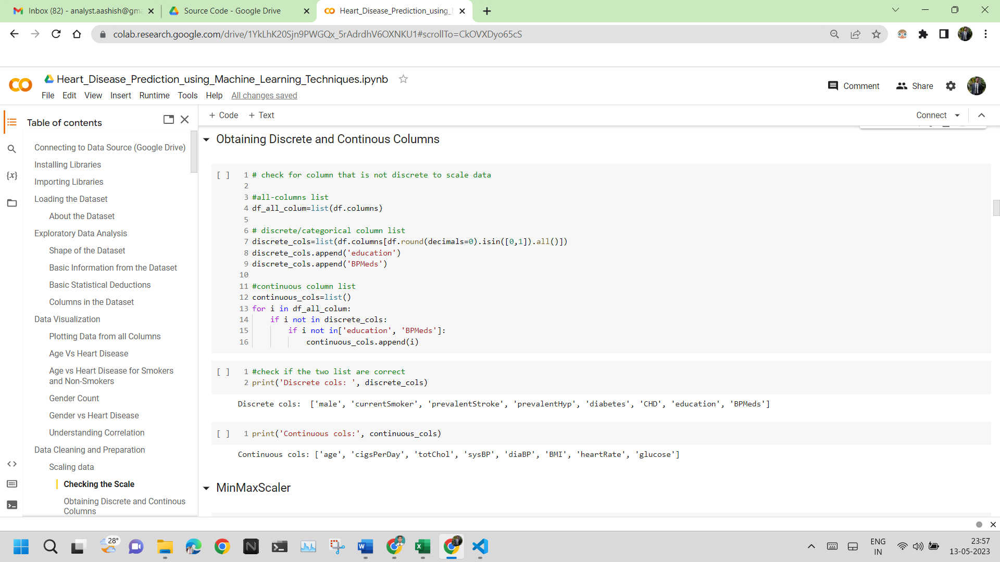 Inbox (82) - analyst.aashish@gm
Source Code - Google Drive
Heart_Disease_Prediction_using_
colab.research.google.com/drive/1YkLhK20Sjn9PWGQx_5rAdrdhV6OXNKU1#scrollTo=CkOVXDyo65cS
Heart_Disease_Prediction_using_Machine_Learning_Techniques.ipynb
File Edit View Insert Runtime Tools Help All changes saved
Comment
Share
Table of contents
Connecting to Data Source (Google Drive)
Installing Libraries
Importing Libraries
Loading the Dataset
About the Dataset
Exploratory Data Analysis
Shape of the Dataset
Basic Information from the Dataset
Basic Statistical Deductions
Columns in the Dataset
Data Visualization
Plotting Data from all Columns
Age Vs Heart Disease
Age vs Heart Disease for Smokers
and Non-Smokers
Gender Count
Gender vs Heart Disease
Understanding Correlation
Data Cleaning and Preparation
Scaling data
Checking the Scale
Obtaining Discrete and Continous
Columns
{x}
+ Code + Text
Connect
Obtaining Discrete and Continous Columns
[ ] 1 # check for column that is not discrete to scale data
2
3 #all-columns list
4 df_all_colum=list(df.columns)
5
6 # discrete/categorical column list
7 discrete_cols=list(df.columns[df.round(decimals=0).isin([0,1]).all()])
8 discrete_cols.append('education')
9 discrete_cols.append('BPMeds')
10
11 #continuous column list
12 continuous_cols=list()
13 for i in df_all_colum:
14 if i not in discrete_cols:
15 if i not in['education', 'BPMeds']:
16 continuous_cols.append(i)
[ ] 1 #check if the two list are correct
2 print('Discrete cols: ', discrete_cols)
Discrete cols:  ['male', 'currentSmoker', 'prevalentStroke', 'prevalentHyp', 'diabetes', 'CHD', 'education', 'BPMeds']
[ ] 1 print('Continuous cols:', continuous_cols)
Continuous cols: ['age', 'cigsPerDay', 'totChol', 'sysBP', 'diaBP', 'BMI', 'heartRate', 'glucose']
MinMaxScaler
28°
ENG
IN
23:57
13-05-2023